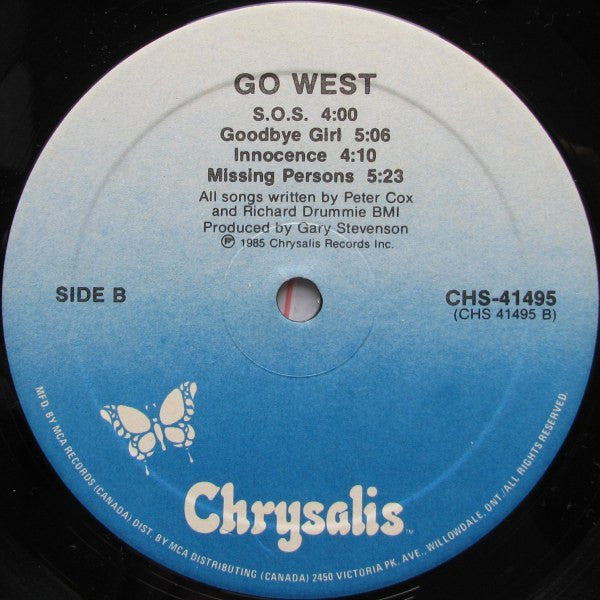 GO WEST
S.O.S. 4:00
Goodbye Girl 5:06
Innocence 4:10
Missing Persons 5:23
All songs written by Peter Cox
and Richard Drummie BMI
Produced by Gary Stevenson
Ⓟ 1985 Chrysalis Records Inc.
SIDE B
CHS-41495
(CHS 41495 B)
Chrysalis™
MFD. BY MCA RECORDS (CANADA) DIST. BY MCA DISTRIBUTING (CANADA) 2450 VICTORIA PK. AVE., WILLOWDALE, ONT./ALL RIGHTS RESERVED.